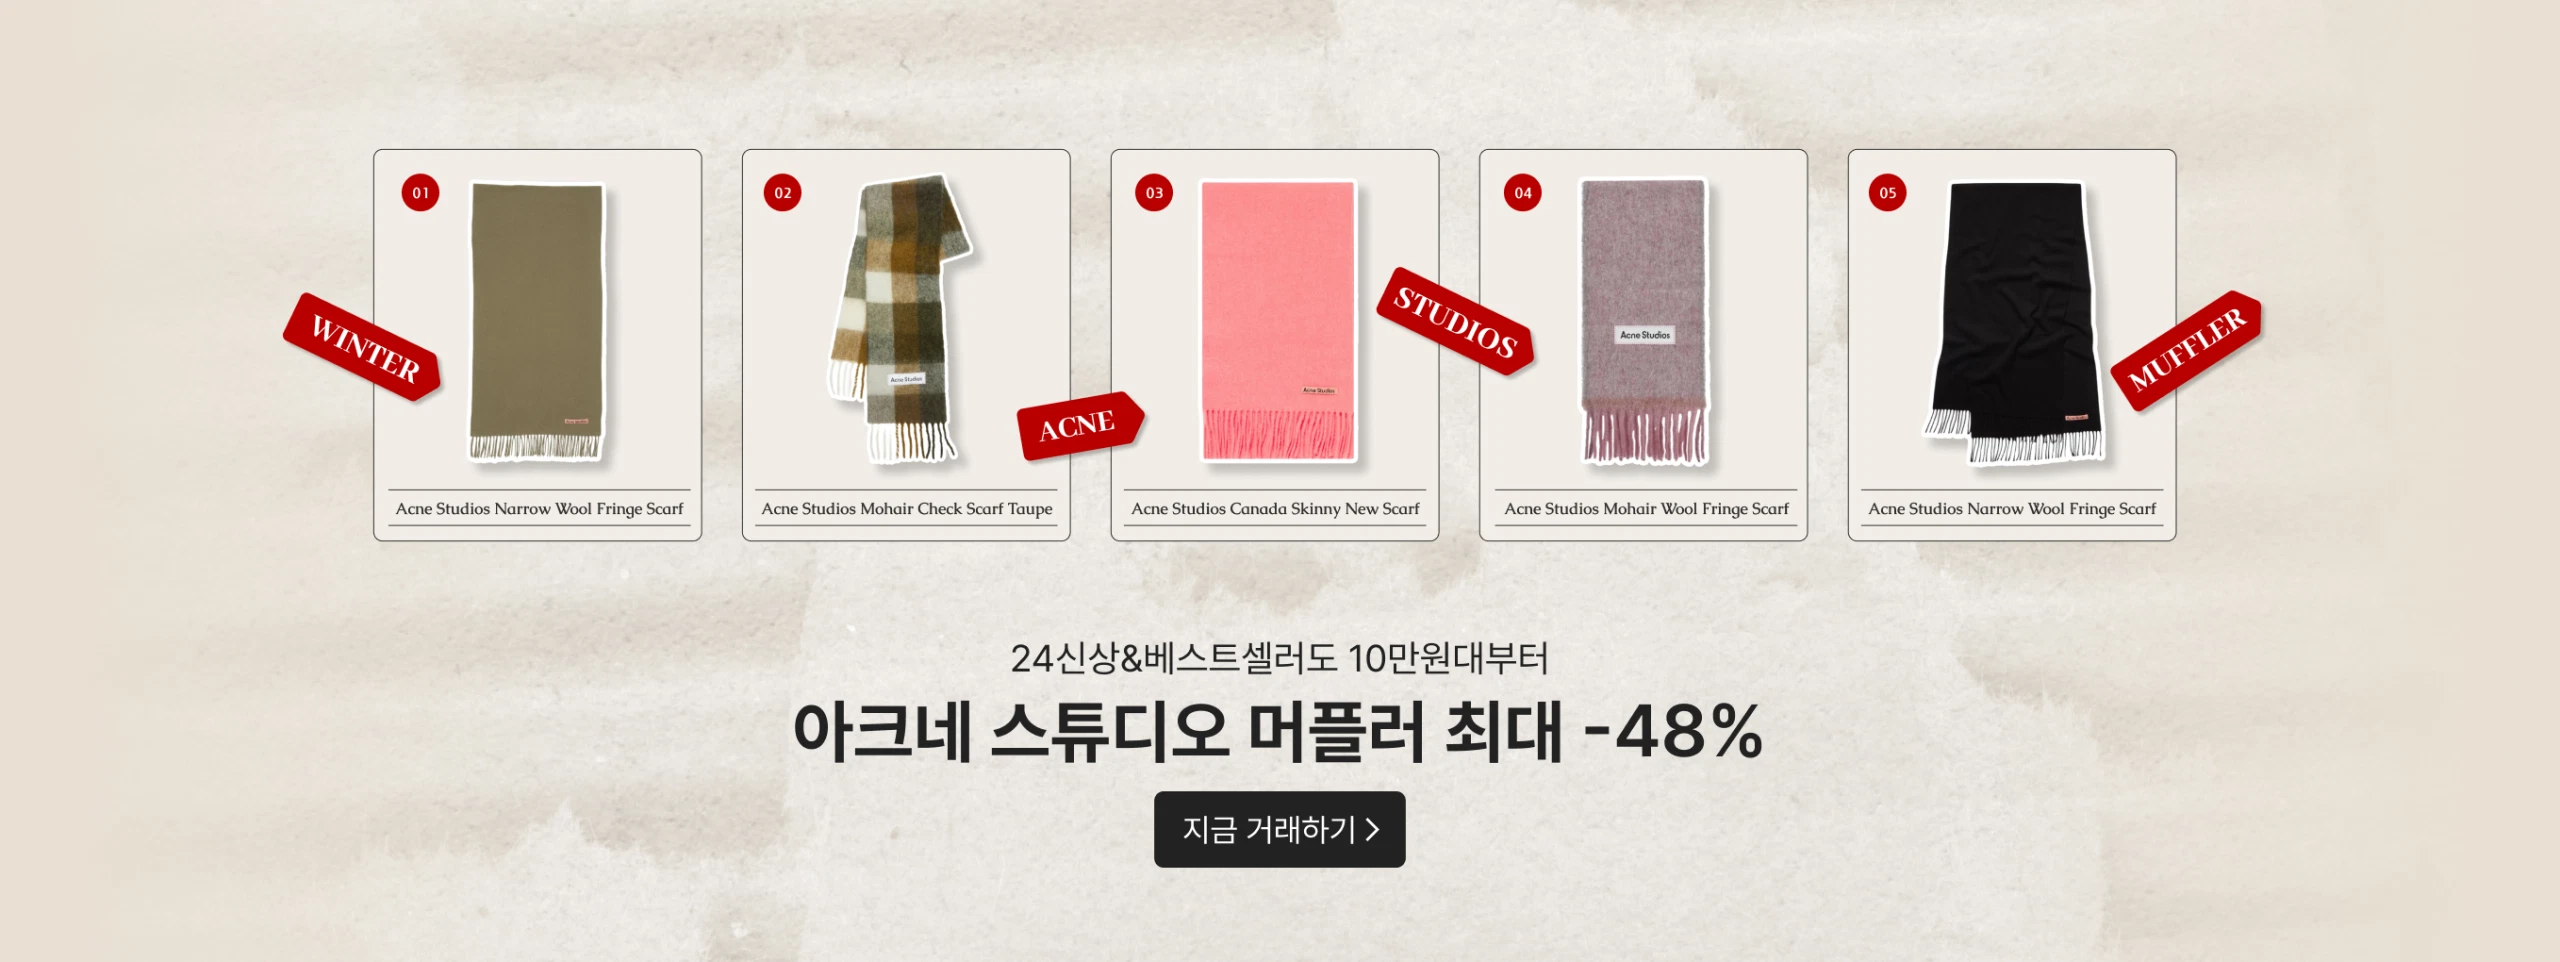 01
02
03
04
05
WINTER
ACNE
STUDIOS
MUFFLER
Acne Studios
Acne Studios
Acne Studios
Acne Studios Narrow Wool Fringe Scarf
Acne Studios Mohair Check Scarf Taupe
Acne Studios Canada Skinny New Scarf
Acne Studios Mohair Wool Fringe Scarf
Acne Studios Narrow Wool Fringe Scarf
24신상&베스트셀러도 10만원대부터
아크네 스튜디오 머플러 최대 -48%
지금 거래하기 >